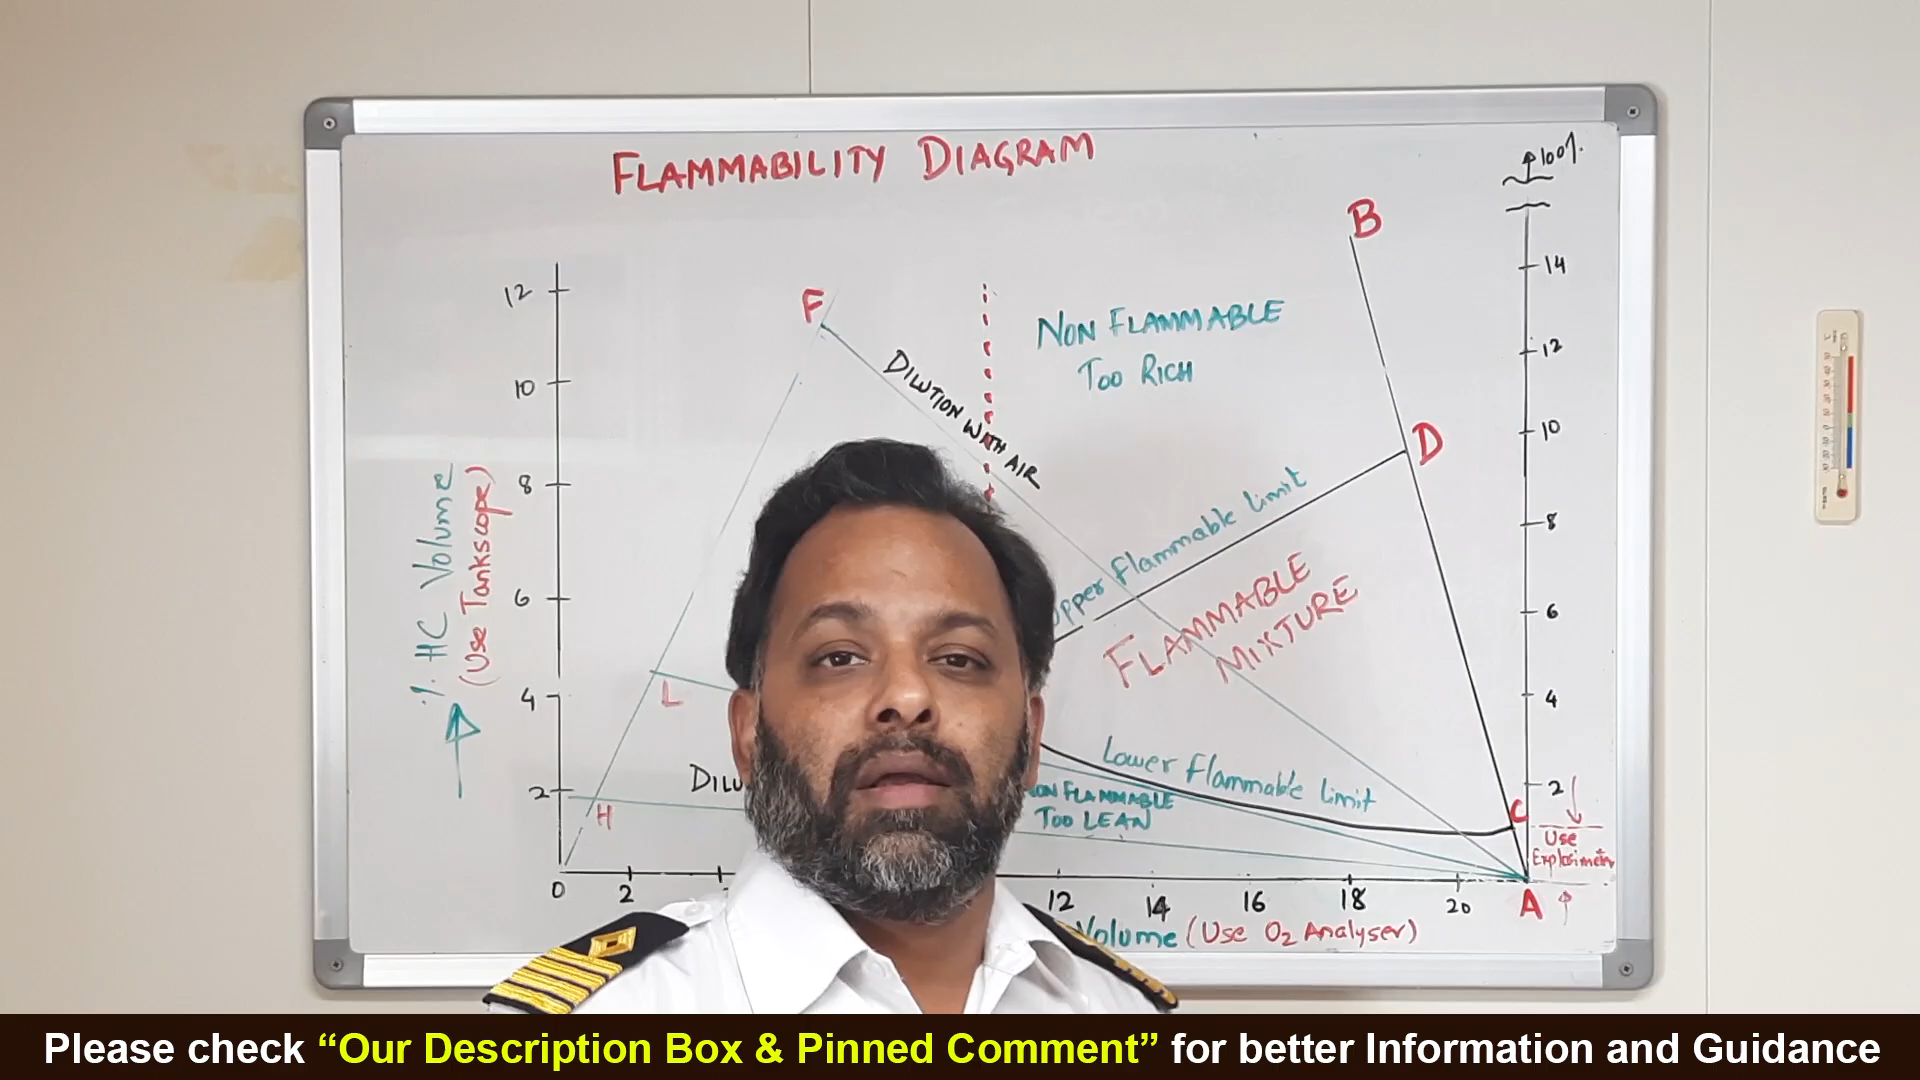 FLAMMABILITY DIAGRAM
100%
B
14
12
F
NON FLAMMABLE
TOO RICH
12
10
DILUTION WITH AIR
D
10
8
8
Upper Flammable limit
6
6
FLAMMABLE
MIXTURE
% HC Volume
(Use Tankscope)
4
L
4
Lower Flammable limit
2
H
2
C
NON FLAMMABLE
TOO LEAN
Use
Explosimeter
0
2
12
14
16
18
20
A
Volume (Use O2 Analyser)
Please check “Our Description Box & Pinned Comment” for better Information and Guidance